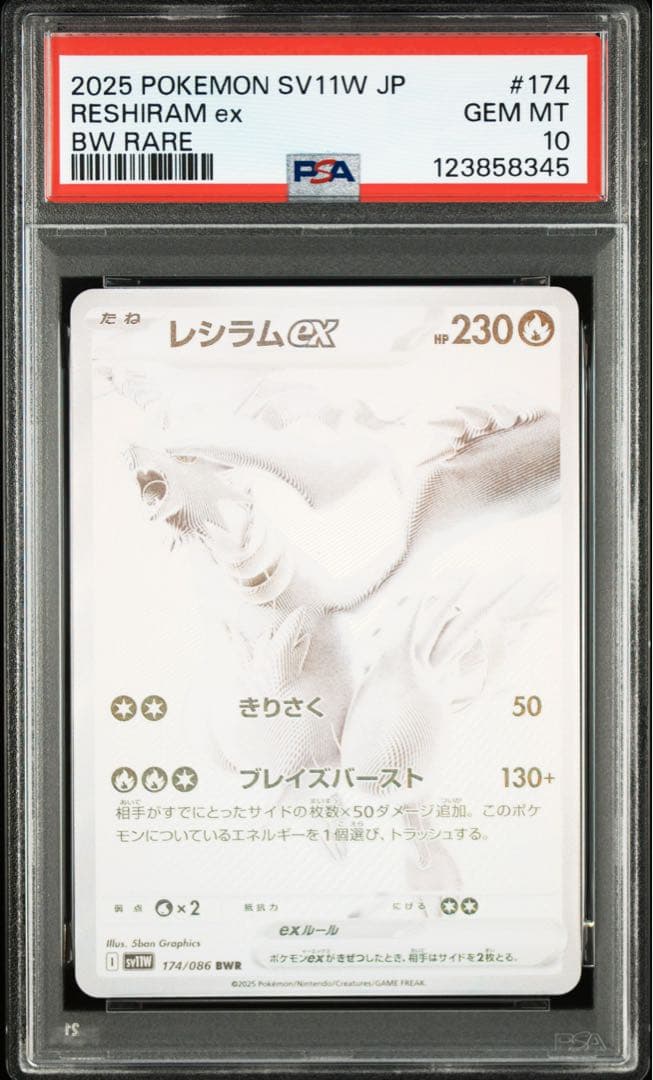 2025 POKEMON SV11W JP #174
RESHIRAM ex GEM MT
BW RARE 10
PSA 123858345
たね レシラムex HP 230
きりさく 50
ブレイズバースト 130+
相手がすでにとったサイドの枚数×50ダメージ追加。このポケ
モンについているエネルギーを1個選び、トラッシュする。
弱点 ×2 抵抗力 にげる
exルール
ポケモンexがきぜつしたとき、相手はサイドを2枚とる。
Illus. 5ban Graphics
I sv11W 174/086 BWR
©2025 Pokémon/Nintendo/Creatures/GAME FREAK.
PSA